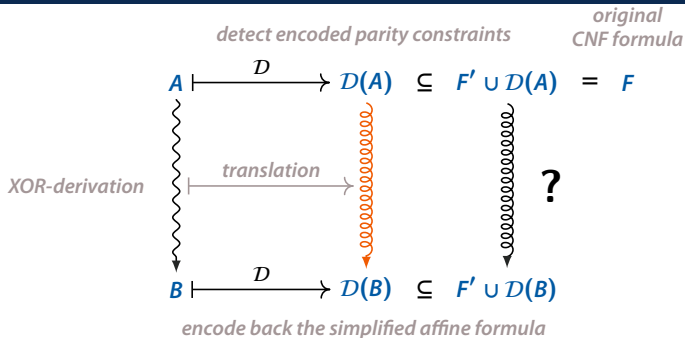 original
detect encoded parity constraints CNF formula
A 𝒟 𝒟(A) ⊆ F′ ∪ 𝒟(A) = F
XOR-derivation translation ?
B 𝒟 𝒟(B) ⊆ F′ ∪ 𝒟(B)
encode back the simplified affine formula